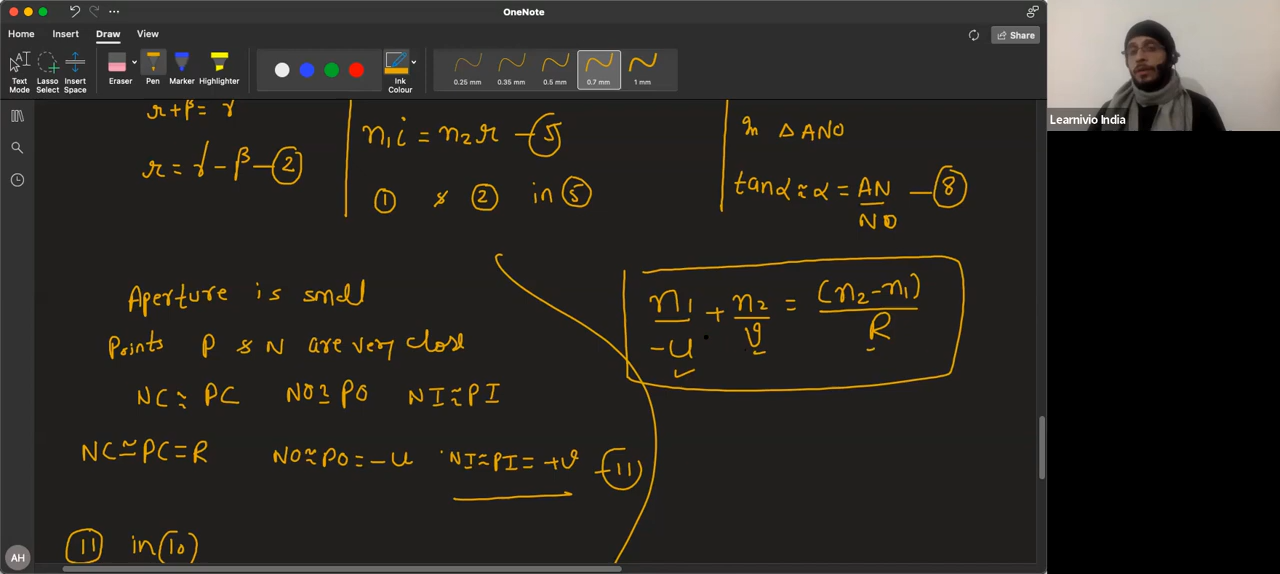 OneNote
Home Insert Draw View
Share
Text Mode
Lasso Select
Insert Space
Eraser
Pen
Marker
Highlighter
Ink Colour
0.25 mm
0.35 mm
0.5 mm
0.7 mm
1 mm
Learnivio India
r+β= γ
r = γ - β - ②
n₁i = n₂r - ⑤
① & ② in ⑤
In △ ANO
tanα ≈ α = AN/NO - ⑧
Aperture is small
Points P & N are very close
NC ≈ PC NO ≅ PO NI ≈ PI
NC ≅ PC = R NO ≈ PO = -u NI ≈ PI = +v - ⑪
⑪ in (10)
n₁/-u + n₂/v = (n₂-n₁)/R
AH